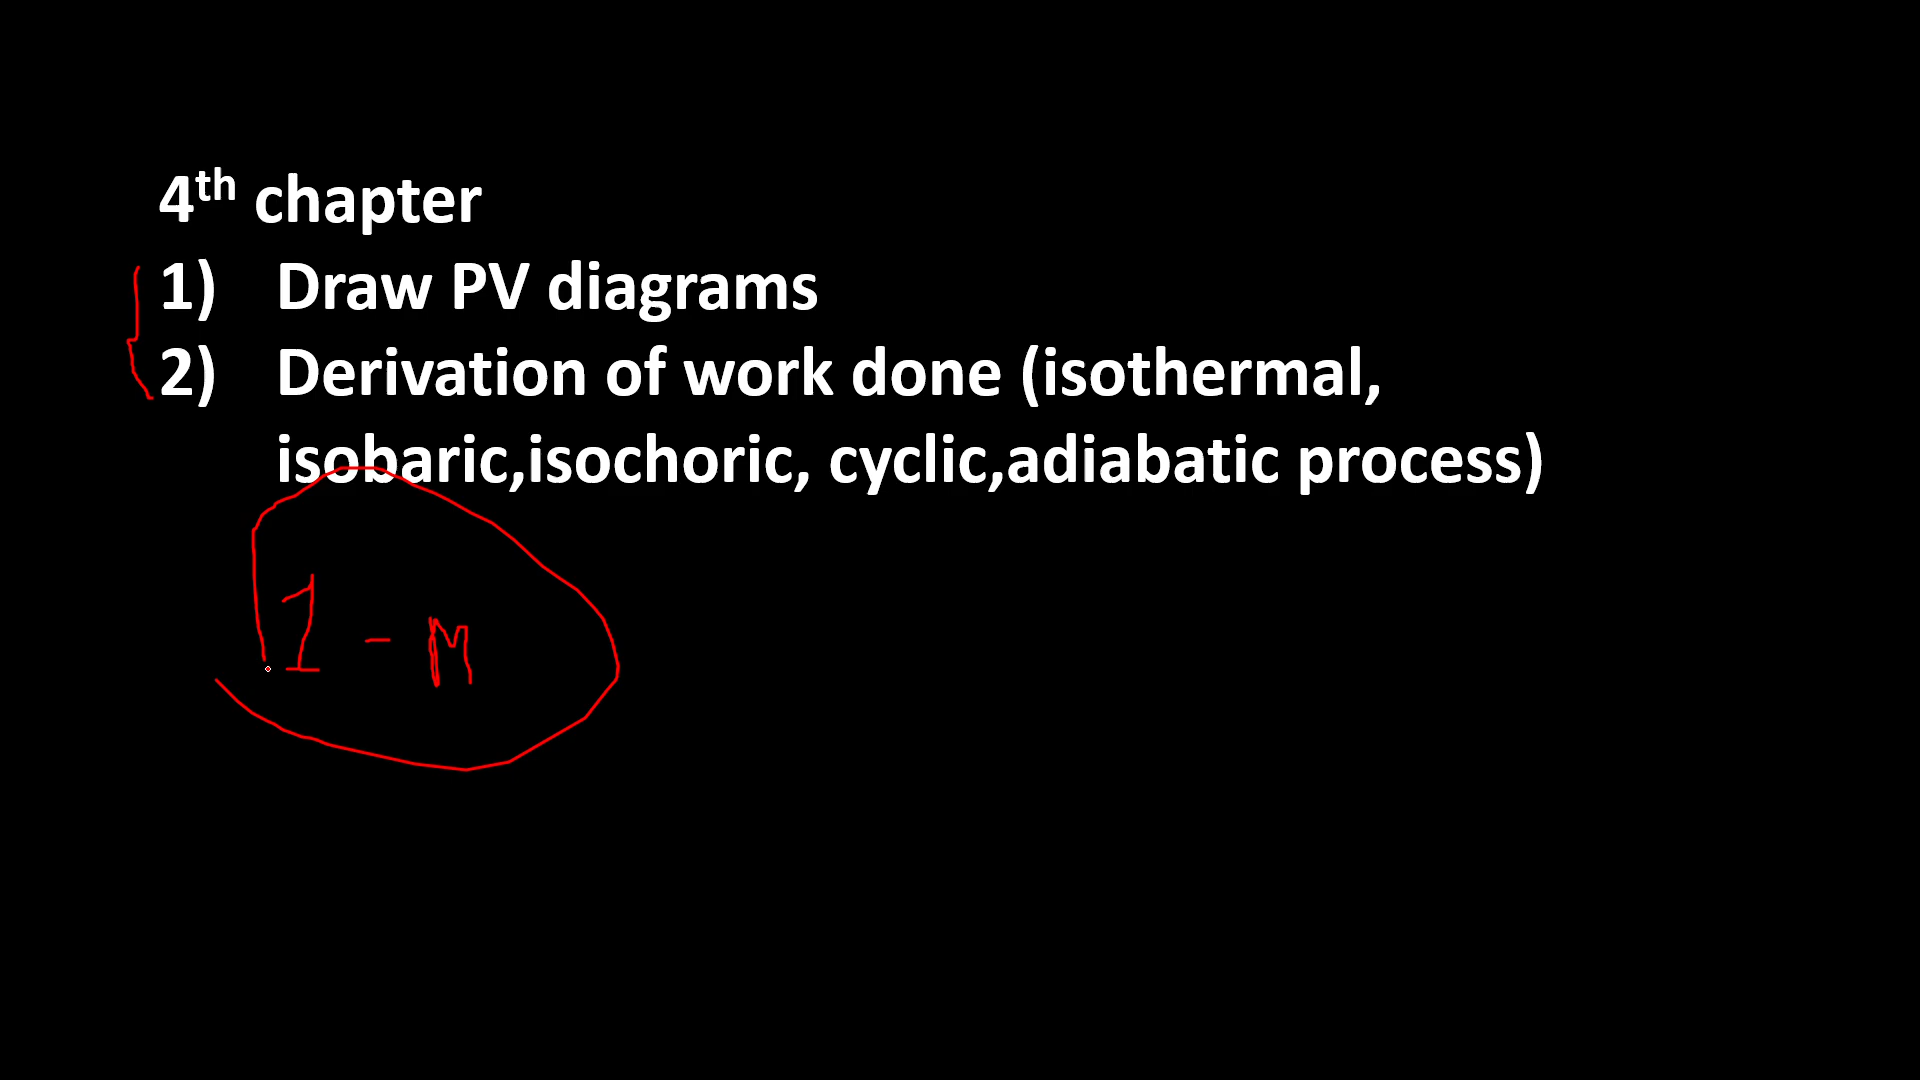 4th chapter
1) Draw PV diagrams
2) Derivation of work done (isothermal,
isobaric,isochoric, cyclic,adiabatic process)
1 - M